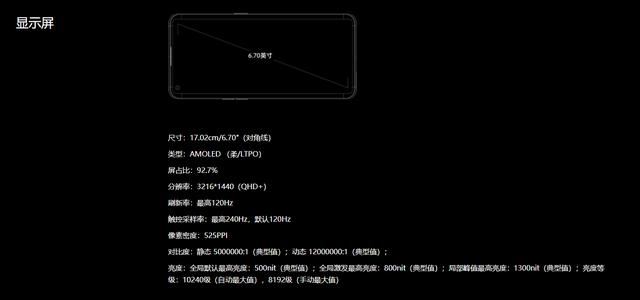 显示屏
6.70英寸
尺寸：17.02cm/6.70"（对角线）
类型：AMOLED （柔/LTPO）
屏占比：92.7%
分辨率：3216*1440（QHD+）
刷新率：最高120Hz
触控采样率：最高240Hz，默认120Hz
像素密度：525PPI
对比度：静态 5000000:1（典型值）；动态 12000000:1（典型值）；
亮度：全局默认最高亮度：500nit（典型值）；全局激发最高亮度：800nit（典型值）；局部峰值最高亮度：1300nit（典型值）；亮度等
级：10240级（自动最大值），8192级（手动最大值）